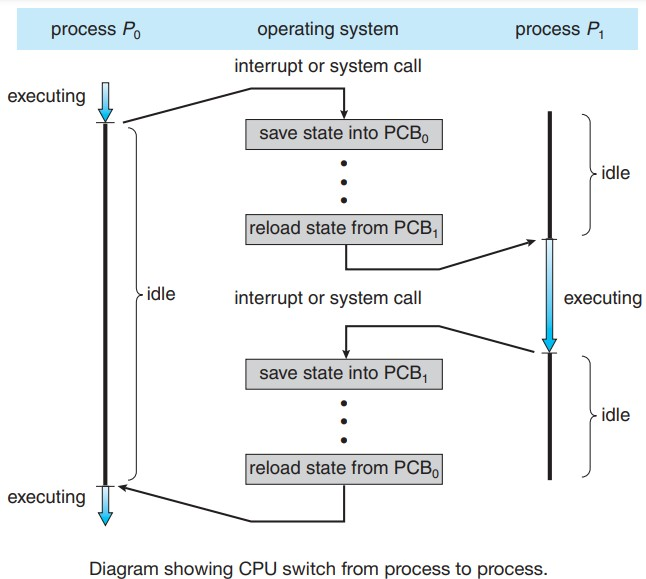 process P0 operating system process P1
interrupt or system call
executing
save state into PCB0
idle
reload state from PCB1
idle
interrupt or system call
executing
save state into PCB1
idle
reload state from PCB0
executing
Diagram showing CPU switch from process to process.